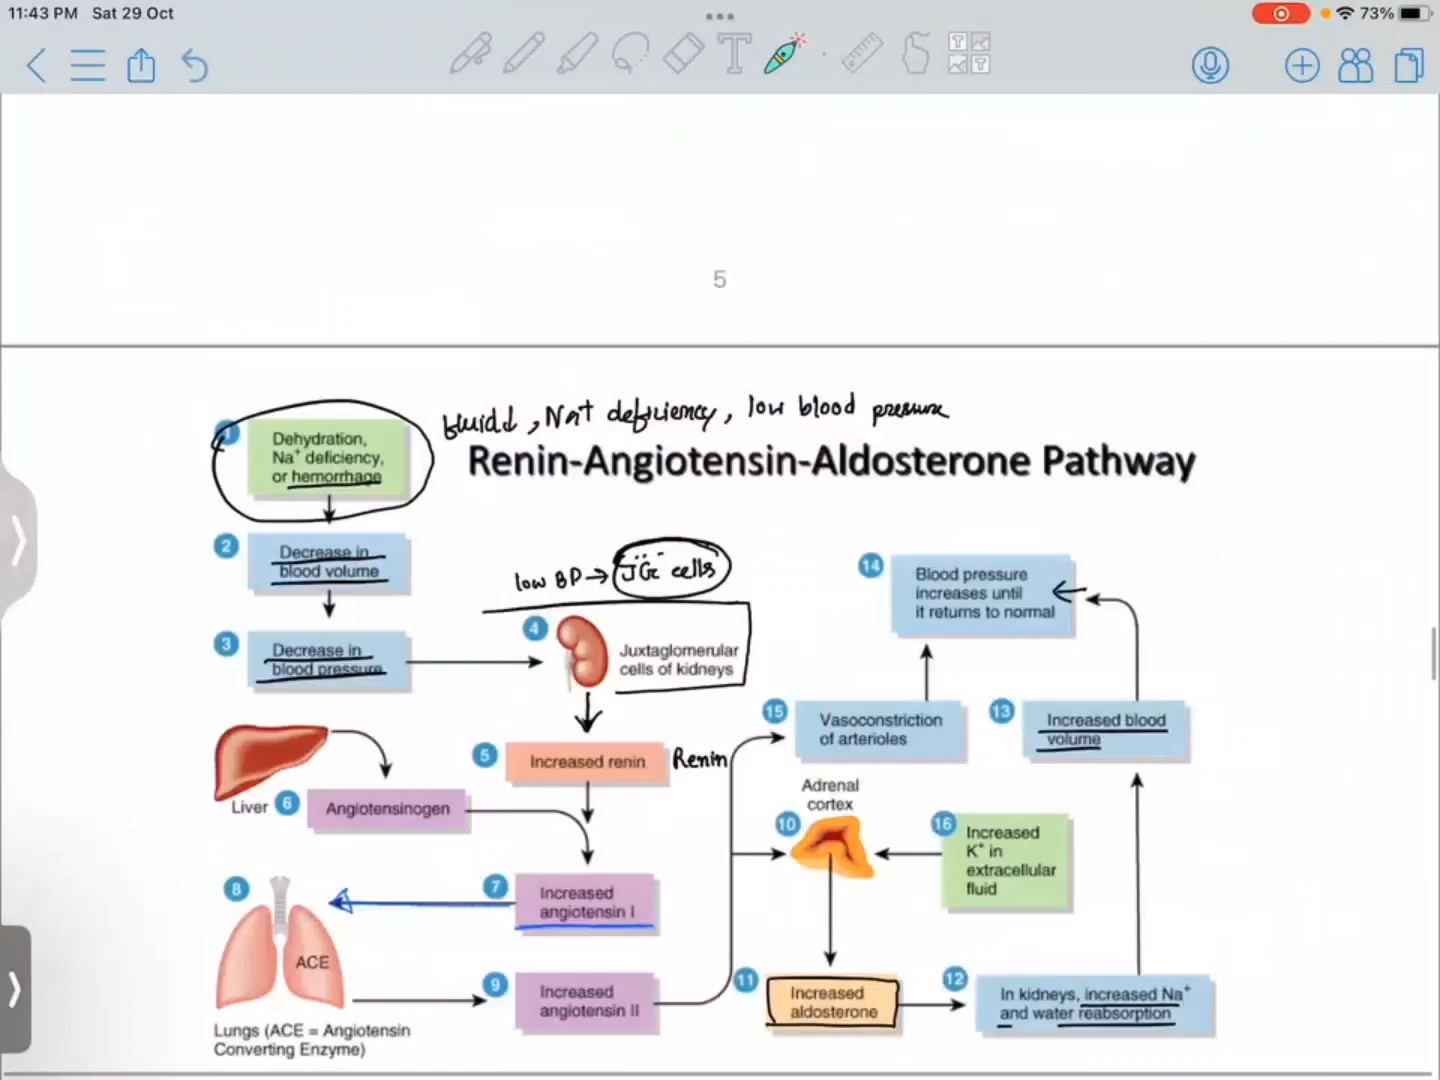 11:43 PM Sat 29 Oct
73%
5
fluidd, Na+ deficiency, low blood pressure
Renin-Angiotensin-Aldosterone Pathway
1
Dehydration,
Na+ deficiency,
or hemorrhage
2
Decrease in
blood volume
3
Decrease in
blood pressure
low BP → JGC cells
4
Juxtaglomerular
cells of kidneys
5
Increased renin
Renin
Liver
6
Angiotensinogen
7
Increased
angiotensin I
8
ACE
Lungs (ACE = Angiotensin
Converting Enzyme)
9
Increased
angiotensin II
14
Blood pressure
increases until
it returns to normal
15
Vasoconstriction
of arterioles
13
Increased blood
volume
Adrenal
cortex
10
16
Increased
K+ in
extracellular
fluid
11
Increased
aldosterone
12
In kidneys, increased Na+
and water reabsorption